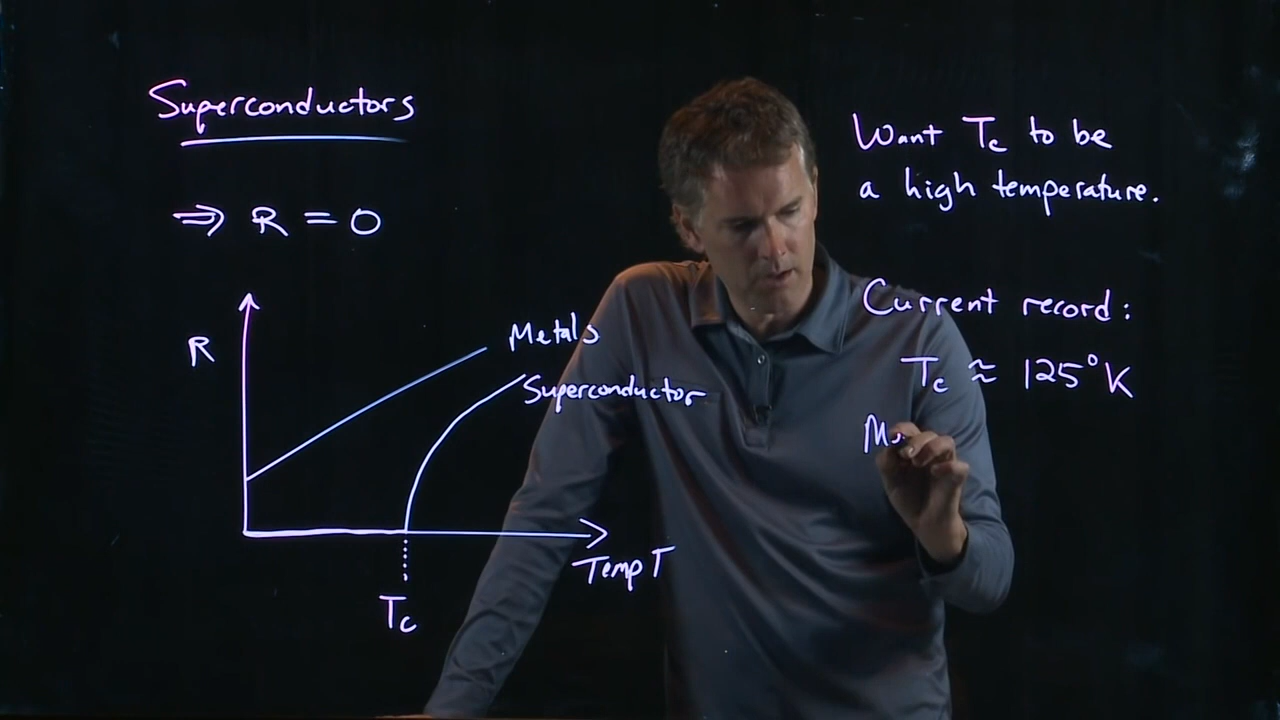 Superconductors
⇒ R = 0
R
Metals
Superconductor
Temp T
Tc
Want Tc to be
a high temperature.
Current record:
Tc ≈ 125°K